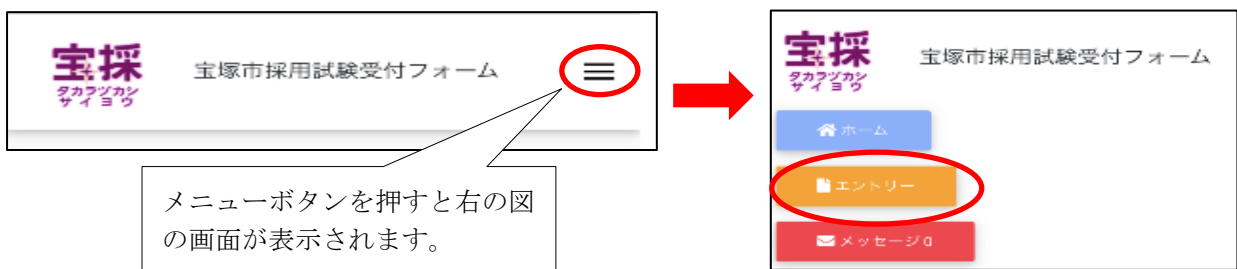 宝採
タカラヅカシ
サイヨウ
宝塚市採用試験受付フォーム
メニューボタンを押すと右の図
の画面が表示されます。
宝採
タカラヅカシ
サイヨウ
宝塚市採用試験受付フォーム
ホーム
エントリー
メッセージ0